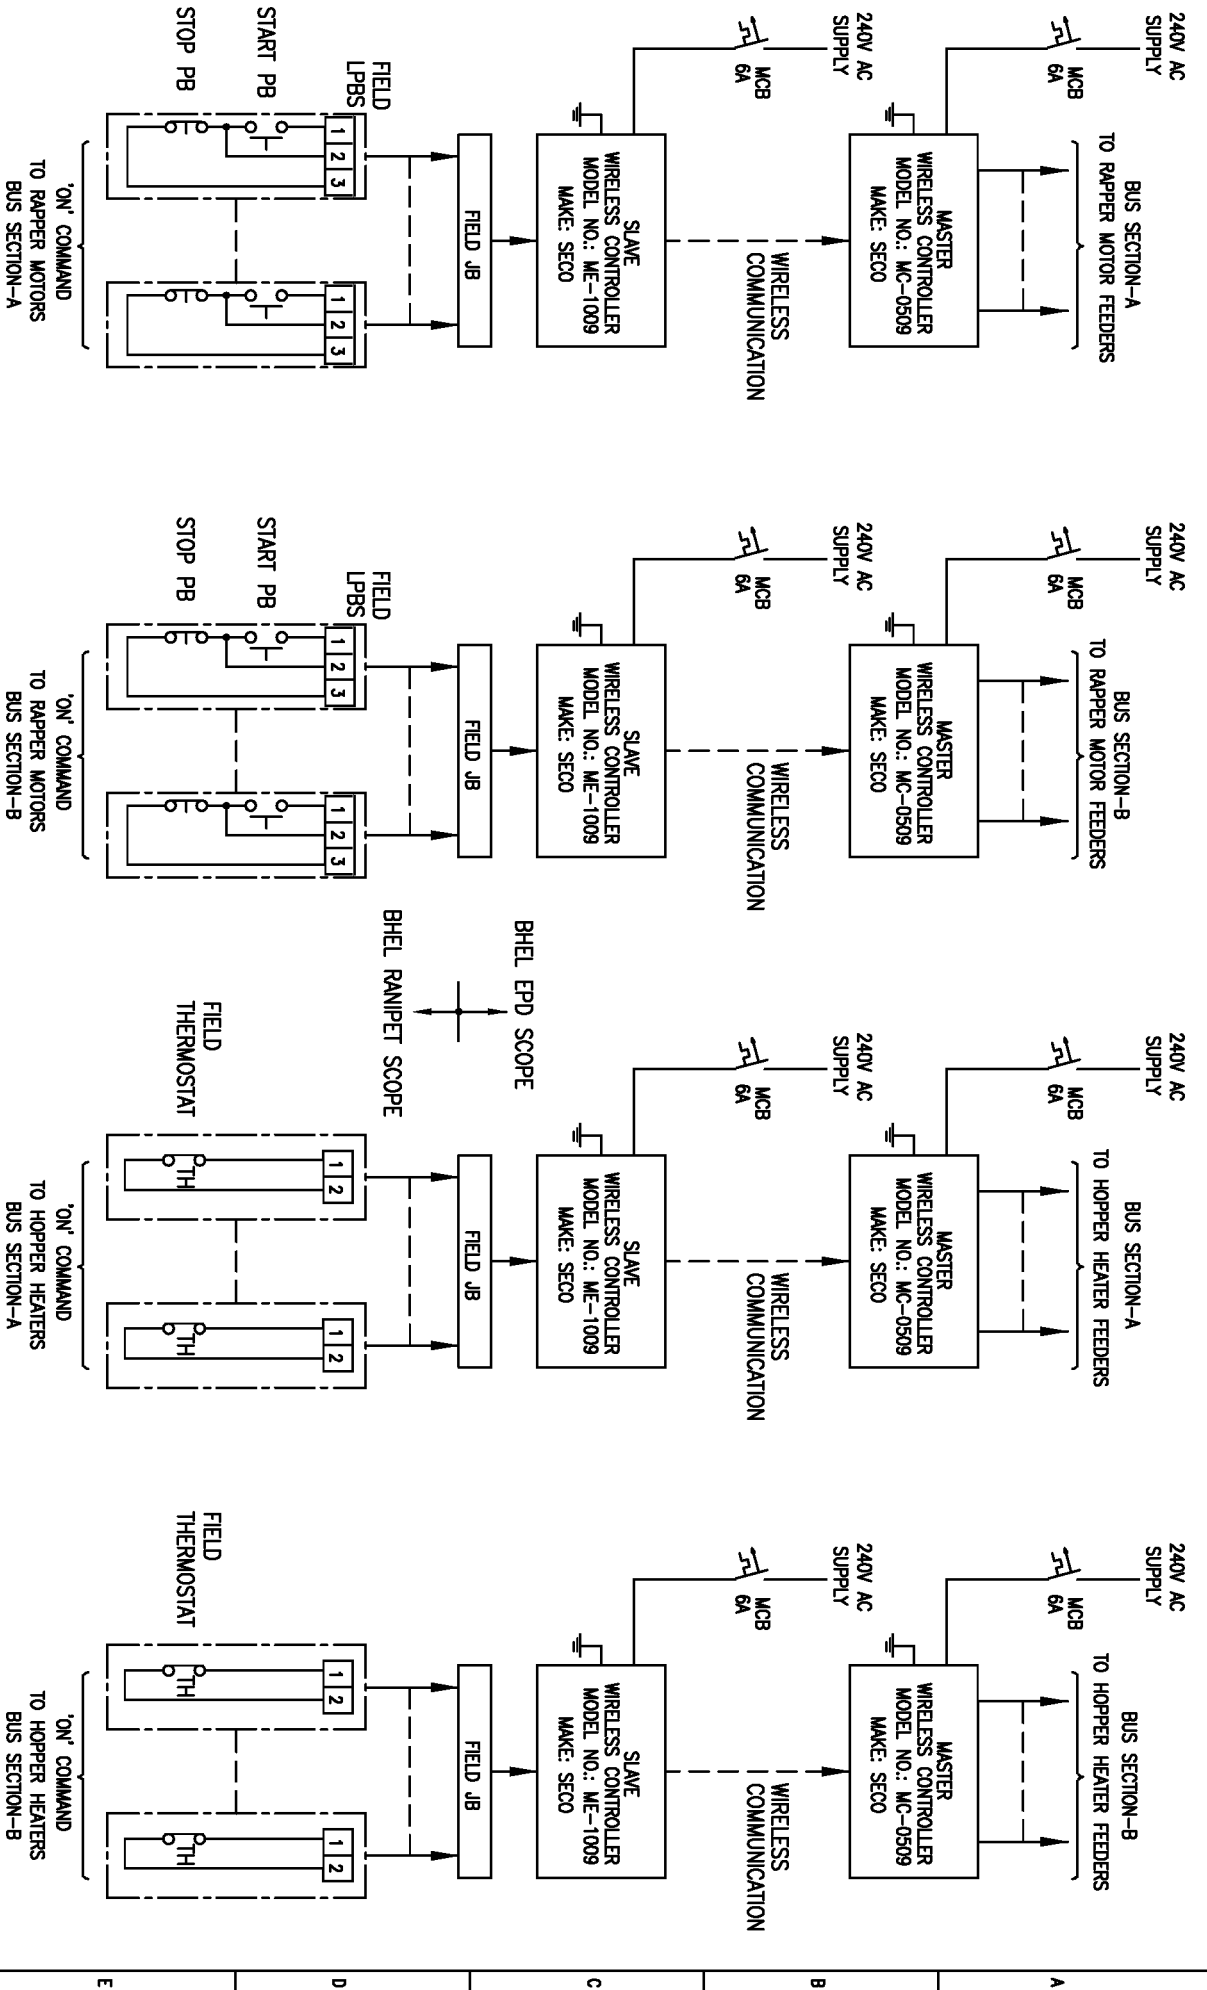 240V AC
SUPPLY
MCB
6A
BUS SECTION-A
TO RAPPER MOTOR FEEDERS
MASTER
WIRELESS CONTROLLER
MODEL NO.: MC-0509
MAKE: SECO
WIRELESS
COMMUNICATION
240V AC
SUPPLY
MCB
6A
SLAVE
WIRELESS CONTROLLER
MODEL NO.: ME-1009
MAKE: SECO
FIELD JB
FIELD
LPBS
START PB
STOP PB
1 2 3
1 2 3
'ON' COMMAND
TO RAPPER MOTORS
BUS SECTION-A
240V AC
SUPPLY
MCB
6A
BUS SECTION-B
TO RAPPER MOTOR FEEDERS
MASTER
WIRELESS CONTROLLER
MODEL NO.: MC-0509
MAKE: SECO
WIRELESS
COMMUNICATION
240V AC
SUPPLY
MCB
6A
SLAVE
WIRELESS CONTROLLER
MODEL NO.: ME-1009
MAKE: SECO
FIELD JB
FIELD
LPBS
START PB
STOP PB
1 2 3
1 2 3
'ON' COMMAND
TO RAPPER MOTORS
BUS SECTION-B
BHEL EPD SCOPE
BHEL RANIPET SCOPE
240V AC
SUPPLY
MCB
6A
BUS SECTION-A
TO HOPPER HEATER FEEDERS
MASTER
WIRELESS CONTROLLER
MODEL NO.: MC-0509
MAKE: SECO
WIRELESS
COMMUNICATION
240V AC
SUPPLY
MCB
6A
SLAVE
WIRELESS CONTROLLER
MODEL NO.: ME-1009
MAKE: SECO
FIELD JB
FIELD
THERMOSTAT
1 2
TH
1 2
TH
'ON' COMMAND
TO HOPPER HEATERS
BUS SECTION-A
240V AC
SUPPLY
MCB
6A
BUS SECTION-B
TO HOPPER HEATER FEEDERS
MASTER
WIRELESS CONTROLLER
MODEL NO.: MC-0509
MAKE: SECO
WIRELESS
COMMUNICATION
240V AC
SUPPLY
MCB
6A
SLAVE
WIRELESS CONTROLLER
MODEL NO.: ME-1009
MAKE: SECO
FIELD JB
FIELD
THERMOSTAT
1 2
TH
1 2
TH
'ON' COMMAND
TO HOPPER HEATERS
BUS SECTION-B
A
B
C
D
E